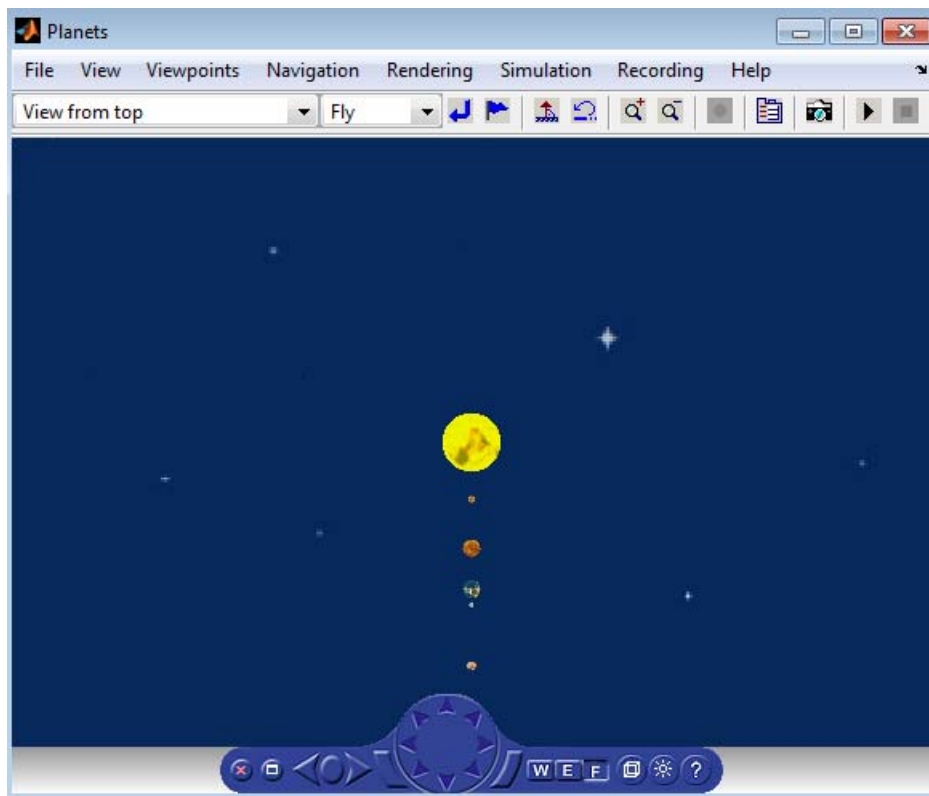 Planets
File View Viewpoints Navigation Rendering Simulation Recording Help
View from top Fly
W E F ?